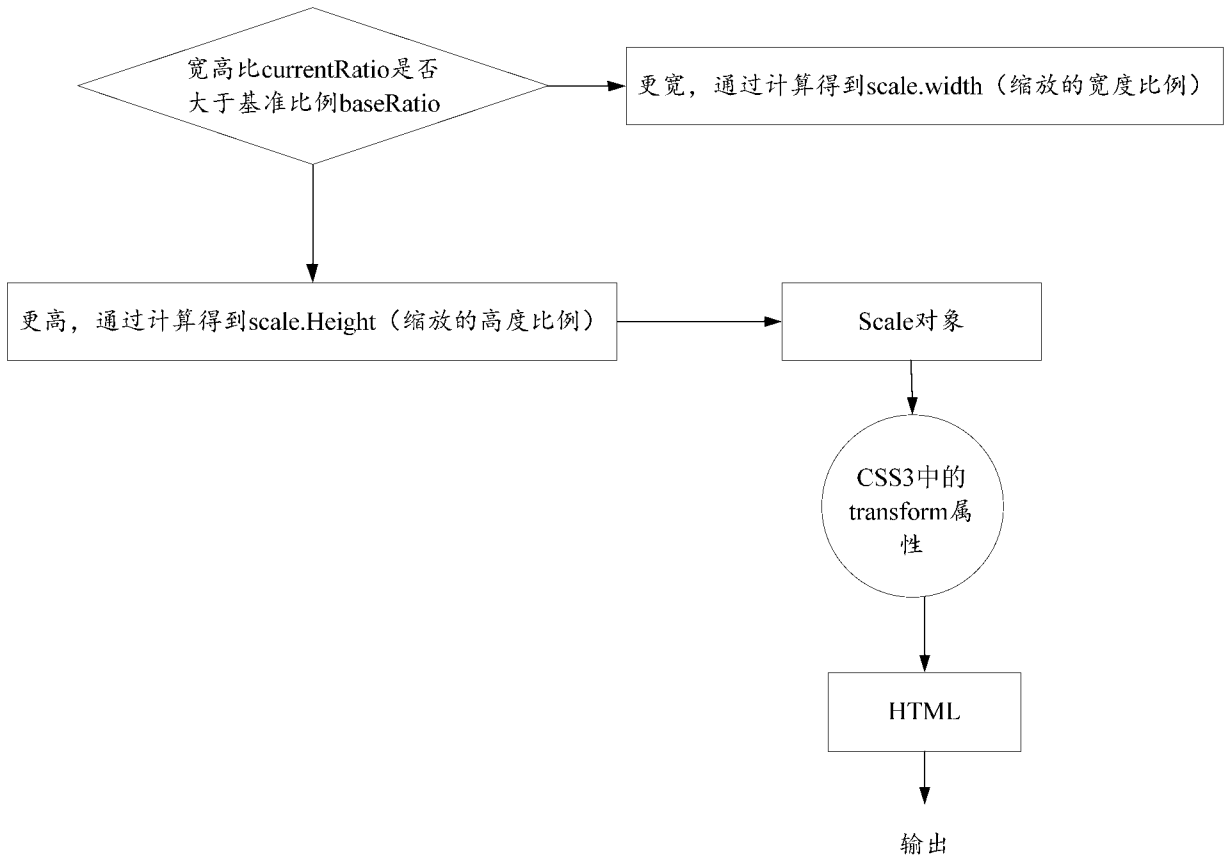 宽高比currentRatio是否
大于基准比例baseRatio
更宽，通过计算得到scale.width（缩放的宽度比例）
更高，通过计算得到scale.Height（缩放的高度比例）
Scale对象
CSS3中的
transform属
性
HTML
输出